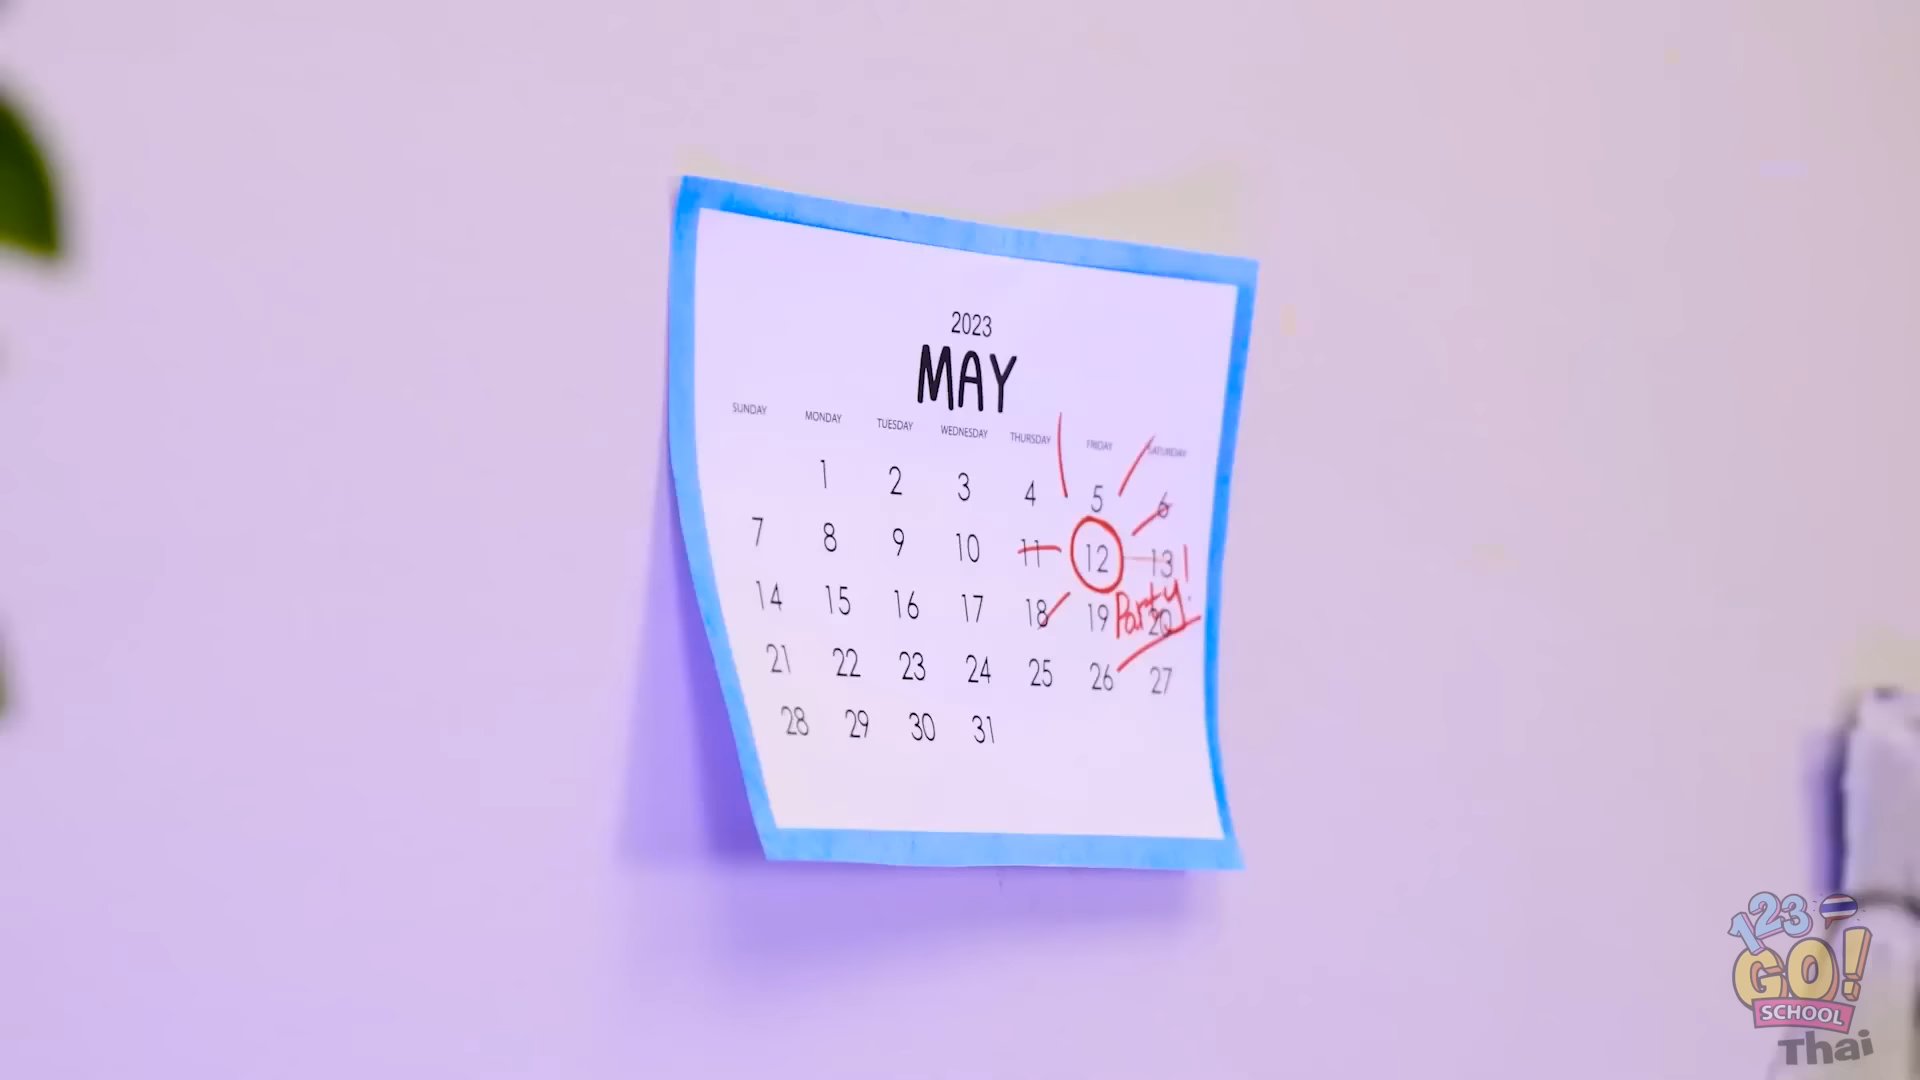 2023
MAY
SUNDAY MONDAY TUESDAY WEDNESDAY THURSDAY FRIDAY SATURDAY
1 2 3 4 5 6
7 8 9 10 11 12 13
14 15 16 17 18 19 20
Party!
21 22 23 24 25 26 27
28 29 30 31
123
GO!
SCHOOL
Thai